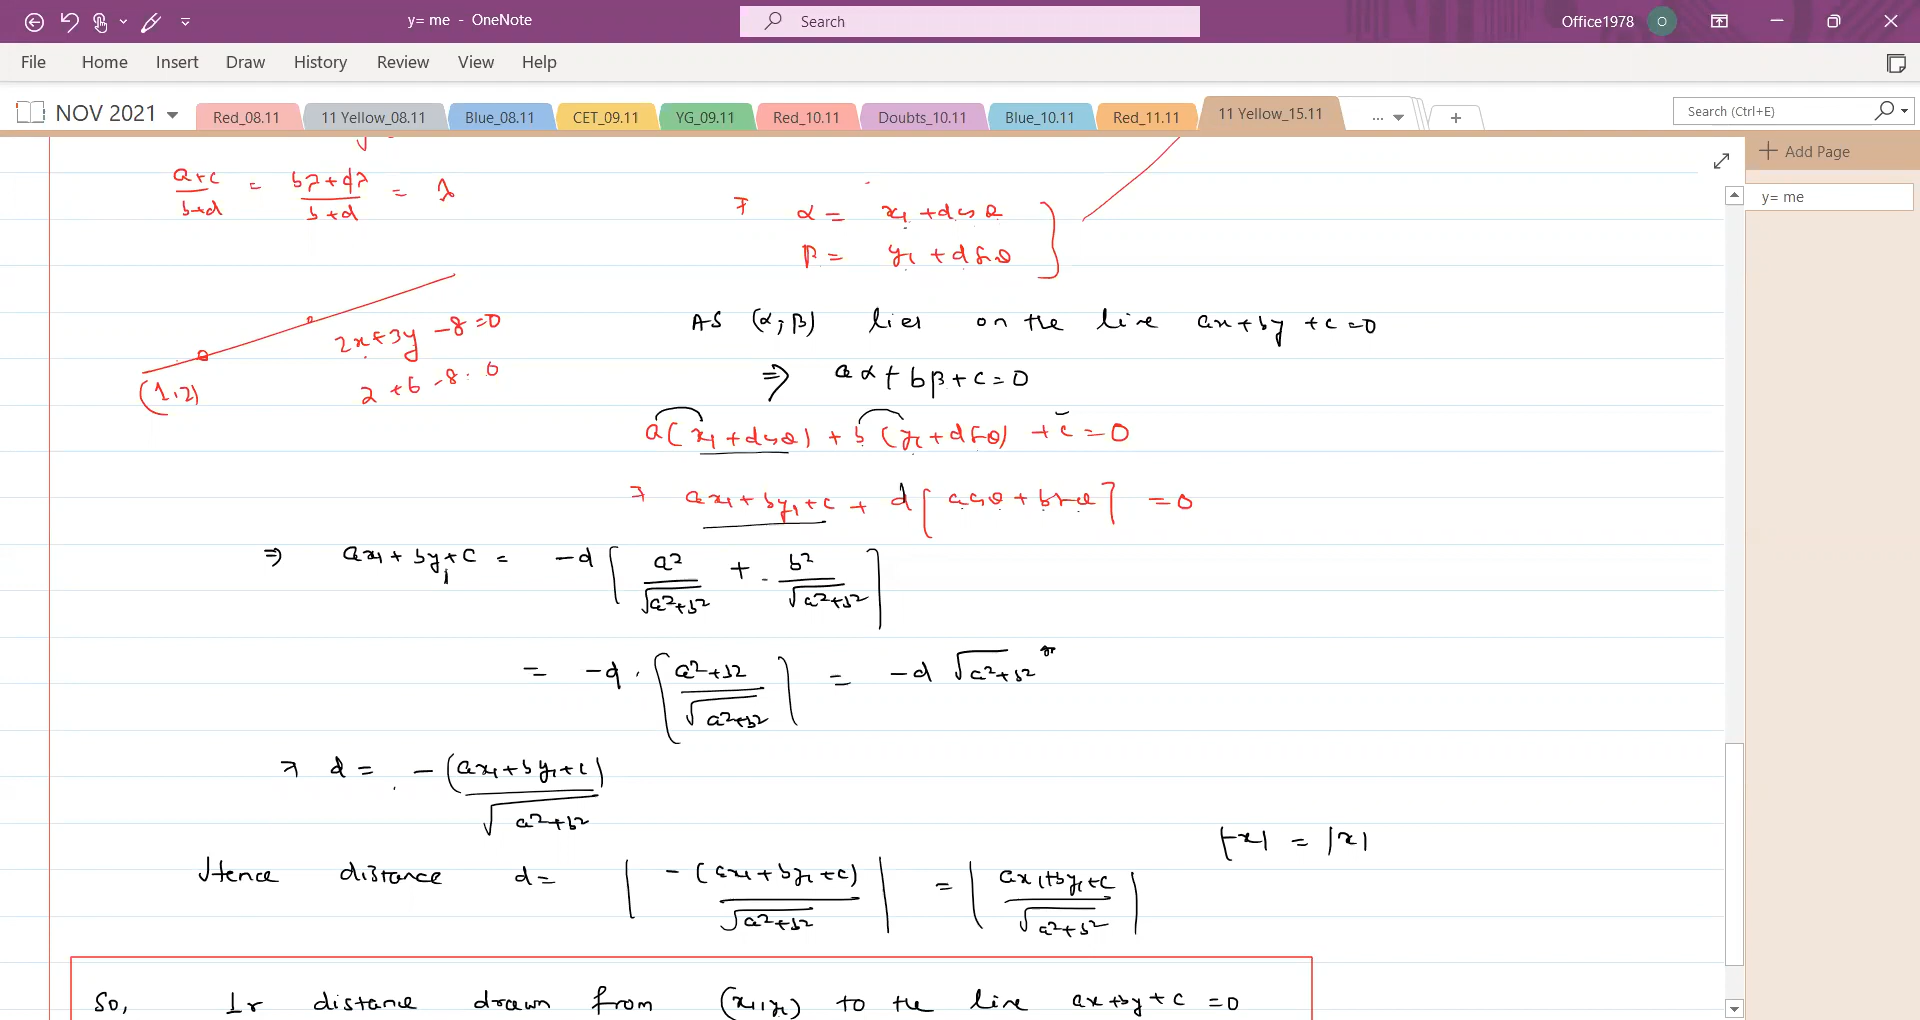 y= me - OneNote
Search
Office1978
O
File Home Insert Draw History Review View Help
NOV 2021
Red_08.11 11 Yellow_08.11 Blue_08.11 CET_09.11 YG_09.11 Red_10.11 Doubts_10.11 Blue_10.11 Red_11.11 11 Yellow_15.11 ... +
Search (Ctrl+E)
Add Page
y= me
a+c/b+d = bλ+dλ/b+d = λ
⇒ α = x₁ + d cos θ
β = y₁ + d sin θ
2x+3y -8 =0
(1,2)
2 +6 -8 = 0
AS (α, β) lies on the line ax+by +c =0
⇒ aα + bβ + c = 0
a(x₁ + d cos θ) + b (y₁ + d sin θ) + c = 0
⇒ ax₁ + by₁ + c + d [a cos θ + b sin θ] = 0
⇒ ax₁ + by₁ + c = -d [a²/√a²+b² + b²/√a²+b²]
= -d . [a²+b²/√a²+b²] = -d √a²+b²
⇒ d = -(ax₁+by₁+c)/√a²+b²
|-x| = |x|
Hence distance d = |-(ax₁+by₁+c)/√a²+b²| = |ax₁+by₁+c/√a²+b²|
So, Ir distance drawn from (x₁,y₁) to the line ax+by+c =0